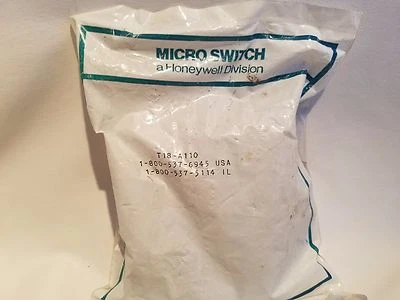 MICRO SWITCH
a Honeywell Division
T18-A110
1-800-537-6945 USA
1-800-537-5114 IL